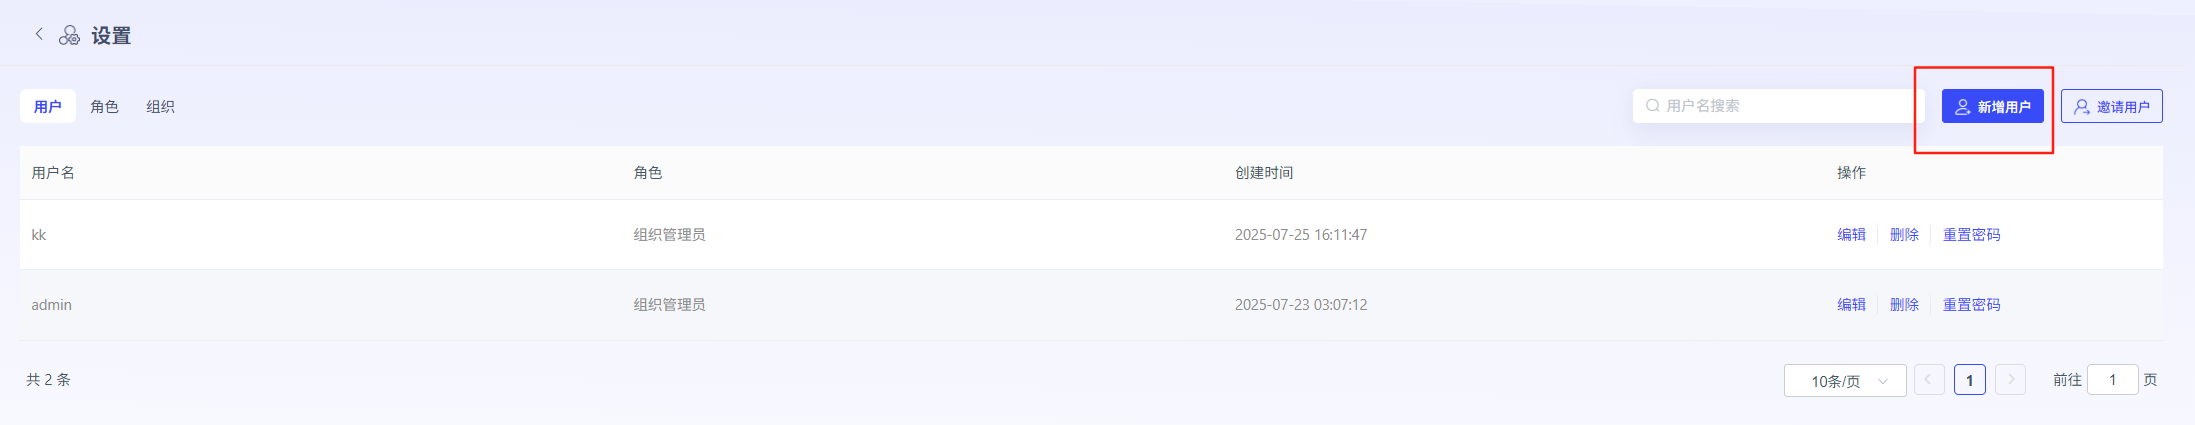 设置
用户 角色 组织 用户名搜索 新增用户 邀请用户
用户名 角色 创建时间 操作
kk 组织管理员 2025-07-25 16:11:47 编辑 删除 重置密码
admin 组织管理员 2025-07-23 03:07:12 编辑 删除 重置密码
共 2 条 10条/页 1 前往 1 页